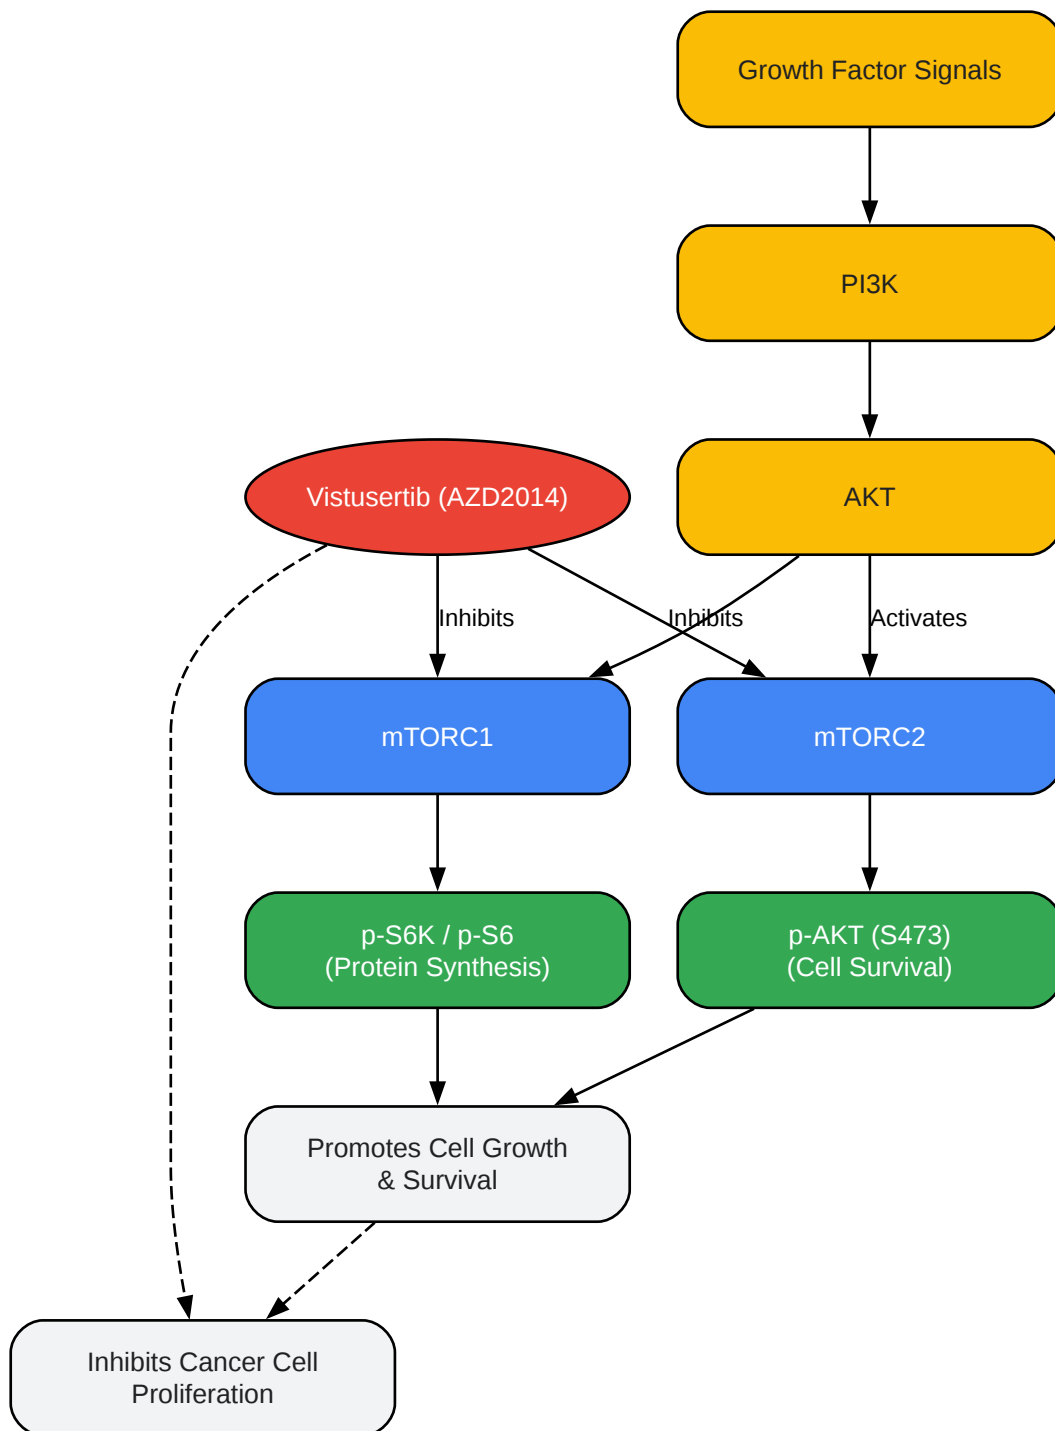 Growth Factor Signals
PI3K
Vistusertib (AZD2014)
AKT
Inhibits
Inhibits
Activates
mTORC1
mTORC2
p-S6K / p-S6
(Protein Synthesis)
p-AKT (S473)
(Cell Survival)
Promotes Cell Growth
& Survival
Inhibits Cancer Cell
Proliferation